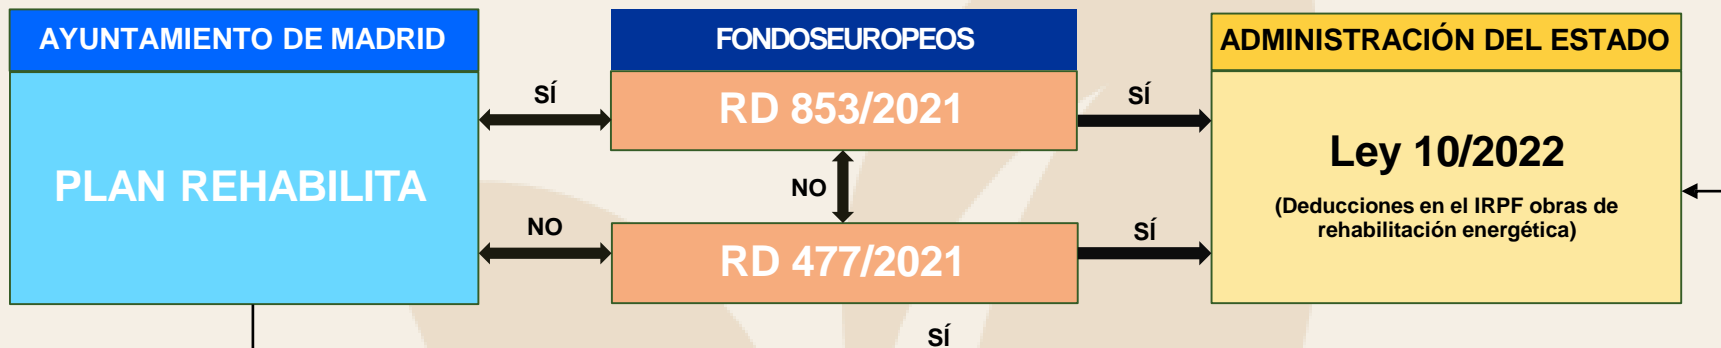 AYUNTAMIENTO DE MADRID
PLAN REHABILITA
SÍ
NO
FONDOSEUROPEOS
RD 853/2021
NO
RD 477/2021
SÍ
SÍ
SÍ
ADMINISTRACIÓN DEL ESTADO
Ley 10/2022
(Deducciones en el IRPF obras de
rehabilitación energética)